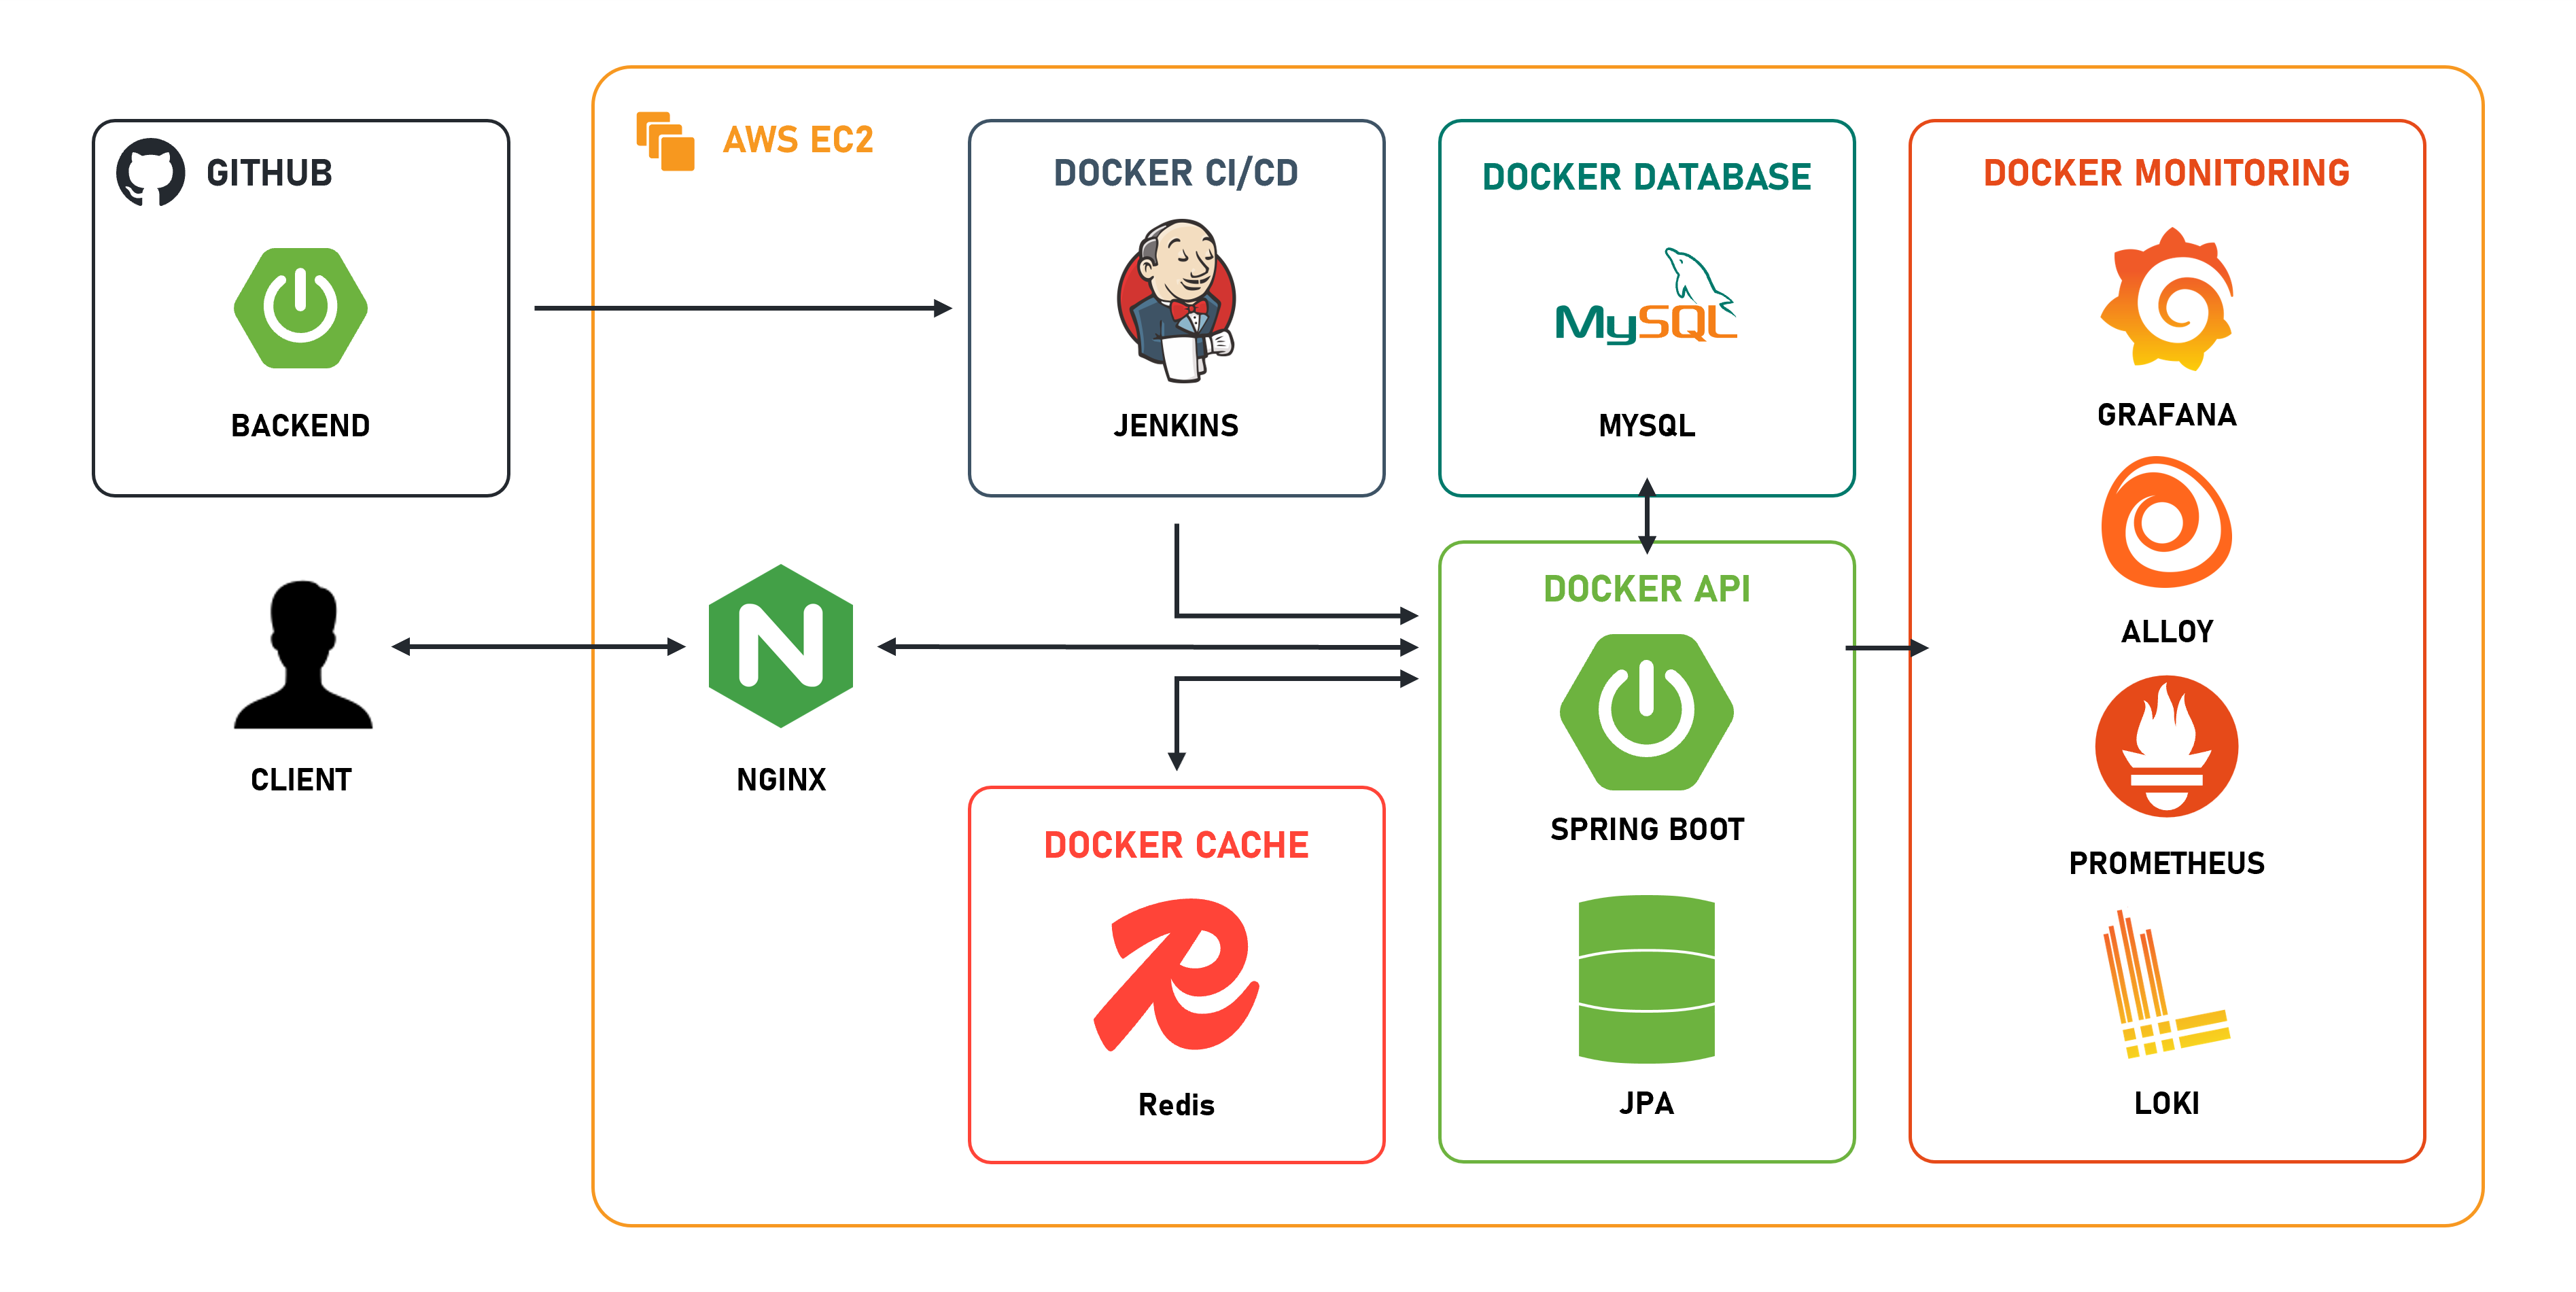 GITHUB
BACKEND
CLIENT
AWS EC2
NGINX
DOCKER CI/CD
JENKINS
DOCKER CACHE
Redis
DOCKER DATABASE
MySQL
MYSQL
DOCKER API
SPRING BOOT
JPA
DOCKER MONITORING
GRAFANA
ALLOY
PROMETHEUS
LOKI